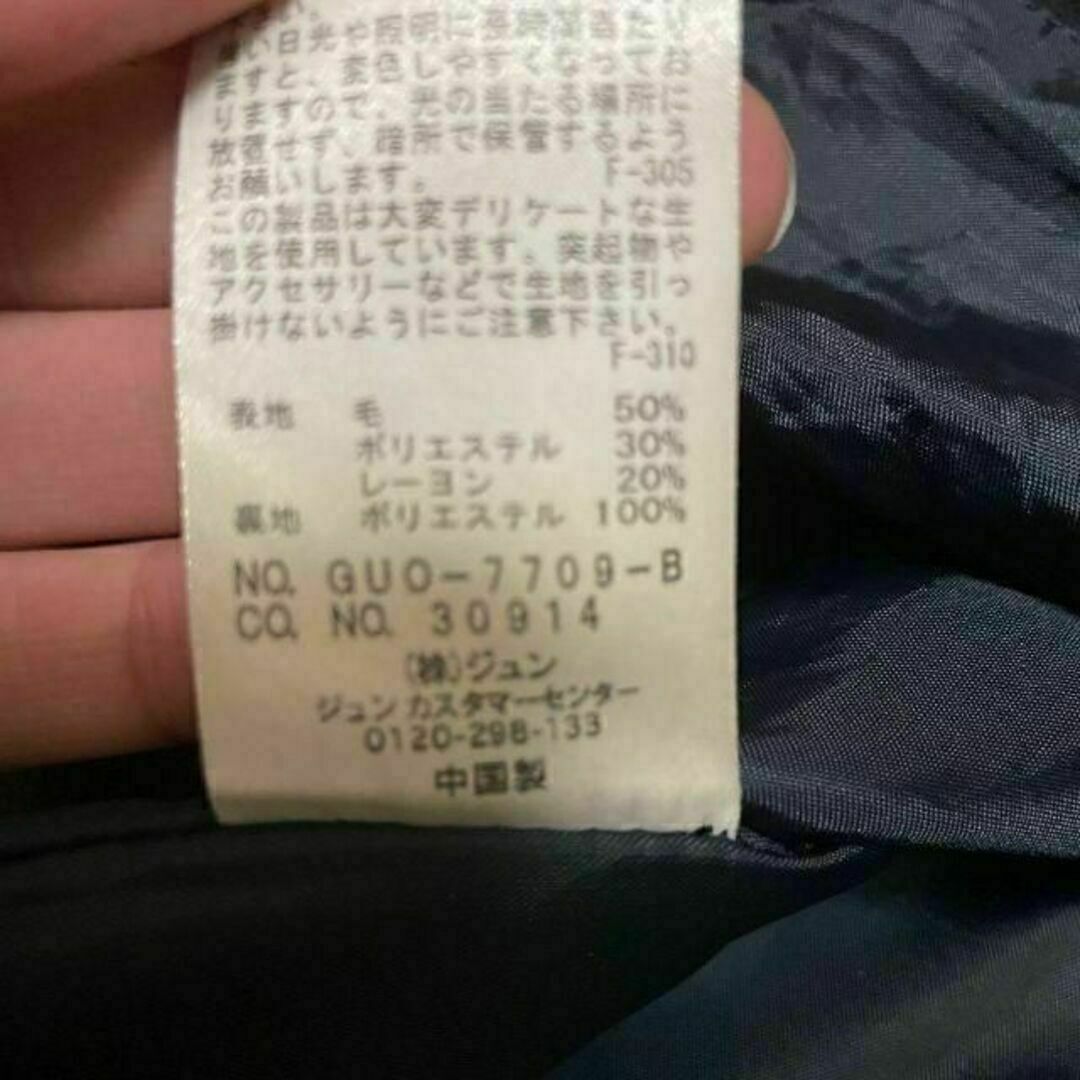 い日光や照明に長時間当た
りますと、変色しやすくなってお
りますので、光の当たる場所に
放置せず、暗所で保管するよう
お願いします。
F-305
この製品は大変デリケートな生
地を使用しています。突起物や
アクセサリーなどで生地を引っ
掛けないようにご注意下さい。
F-310
表地 毛 50%
ポリエステル 30%
レーヨン 20%
裏地 ポリエステル 100%
NO. GUO-7709-B
CO. NO. 30914
(株)ジュン
ジュン カスタマーセンター
0120-298-133
中国製